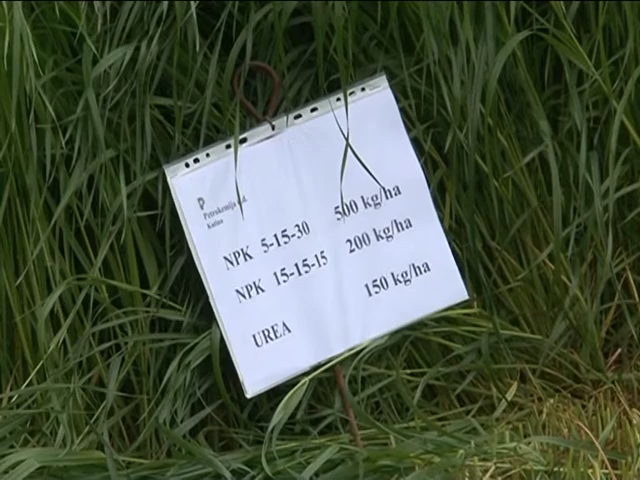 Petrokemija d.d.
Kutina
NPK 5-15-30 500 kg/ha
NPK 15-15-15 200 kg/ha
UREA 150 kg/ha